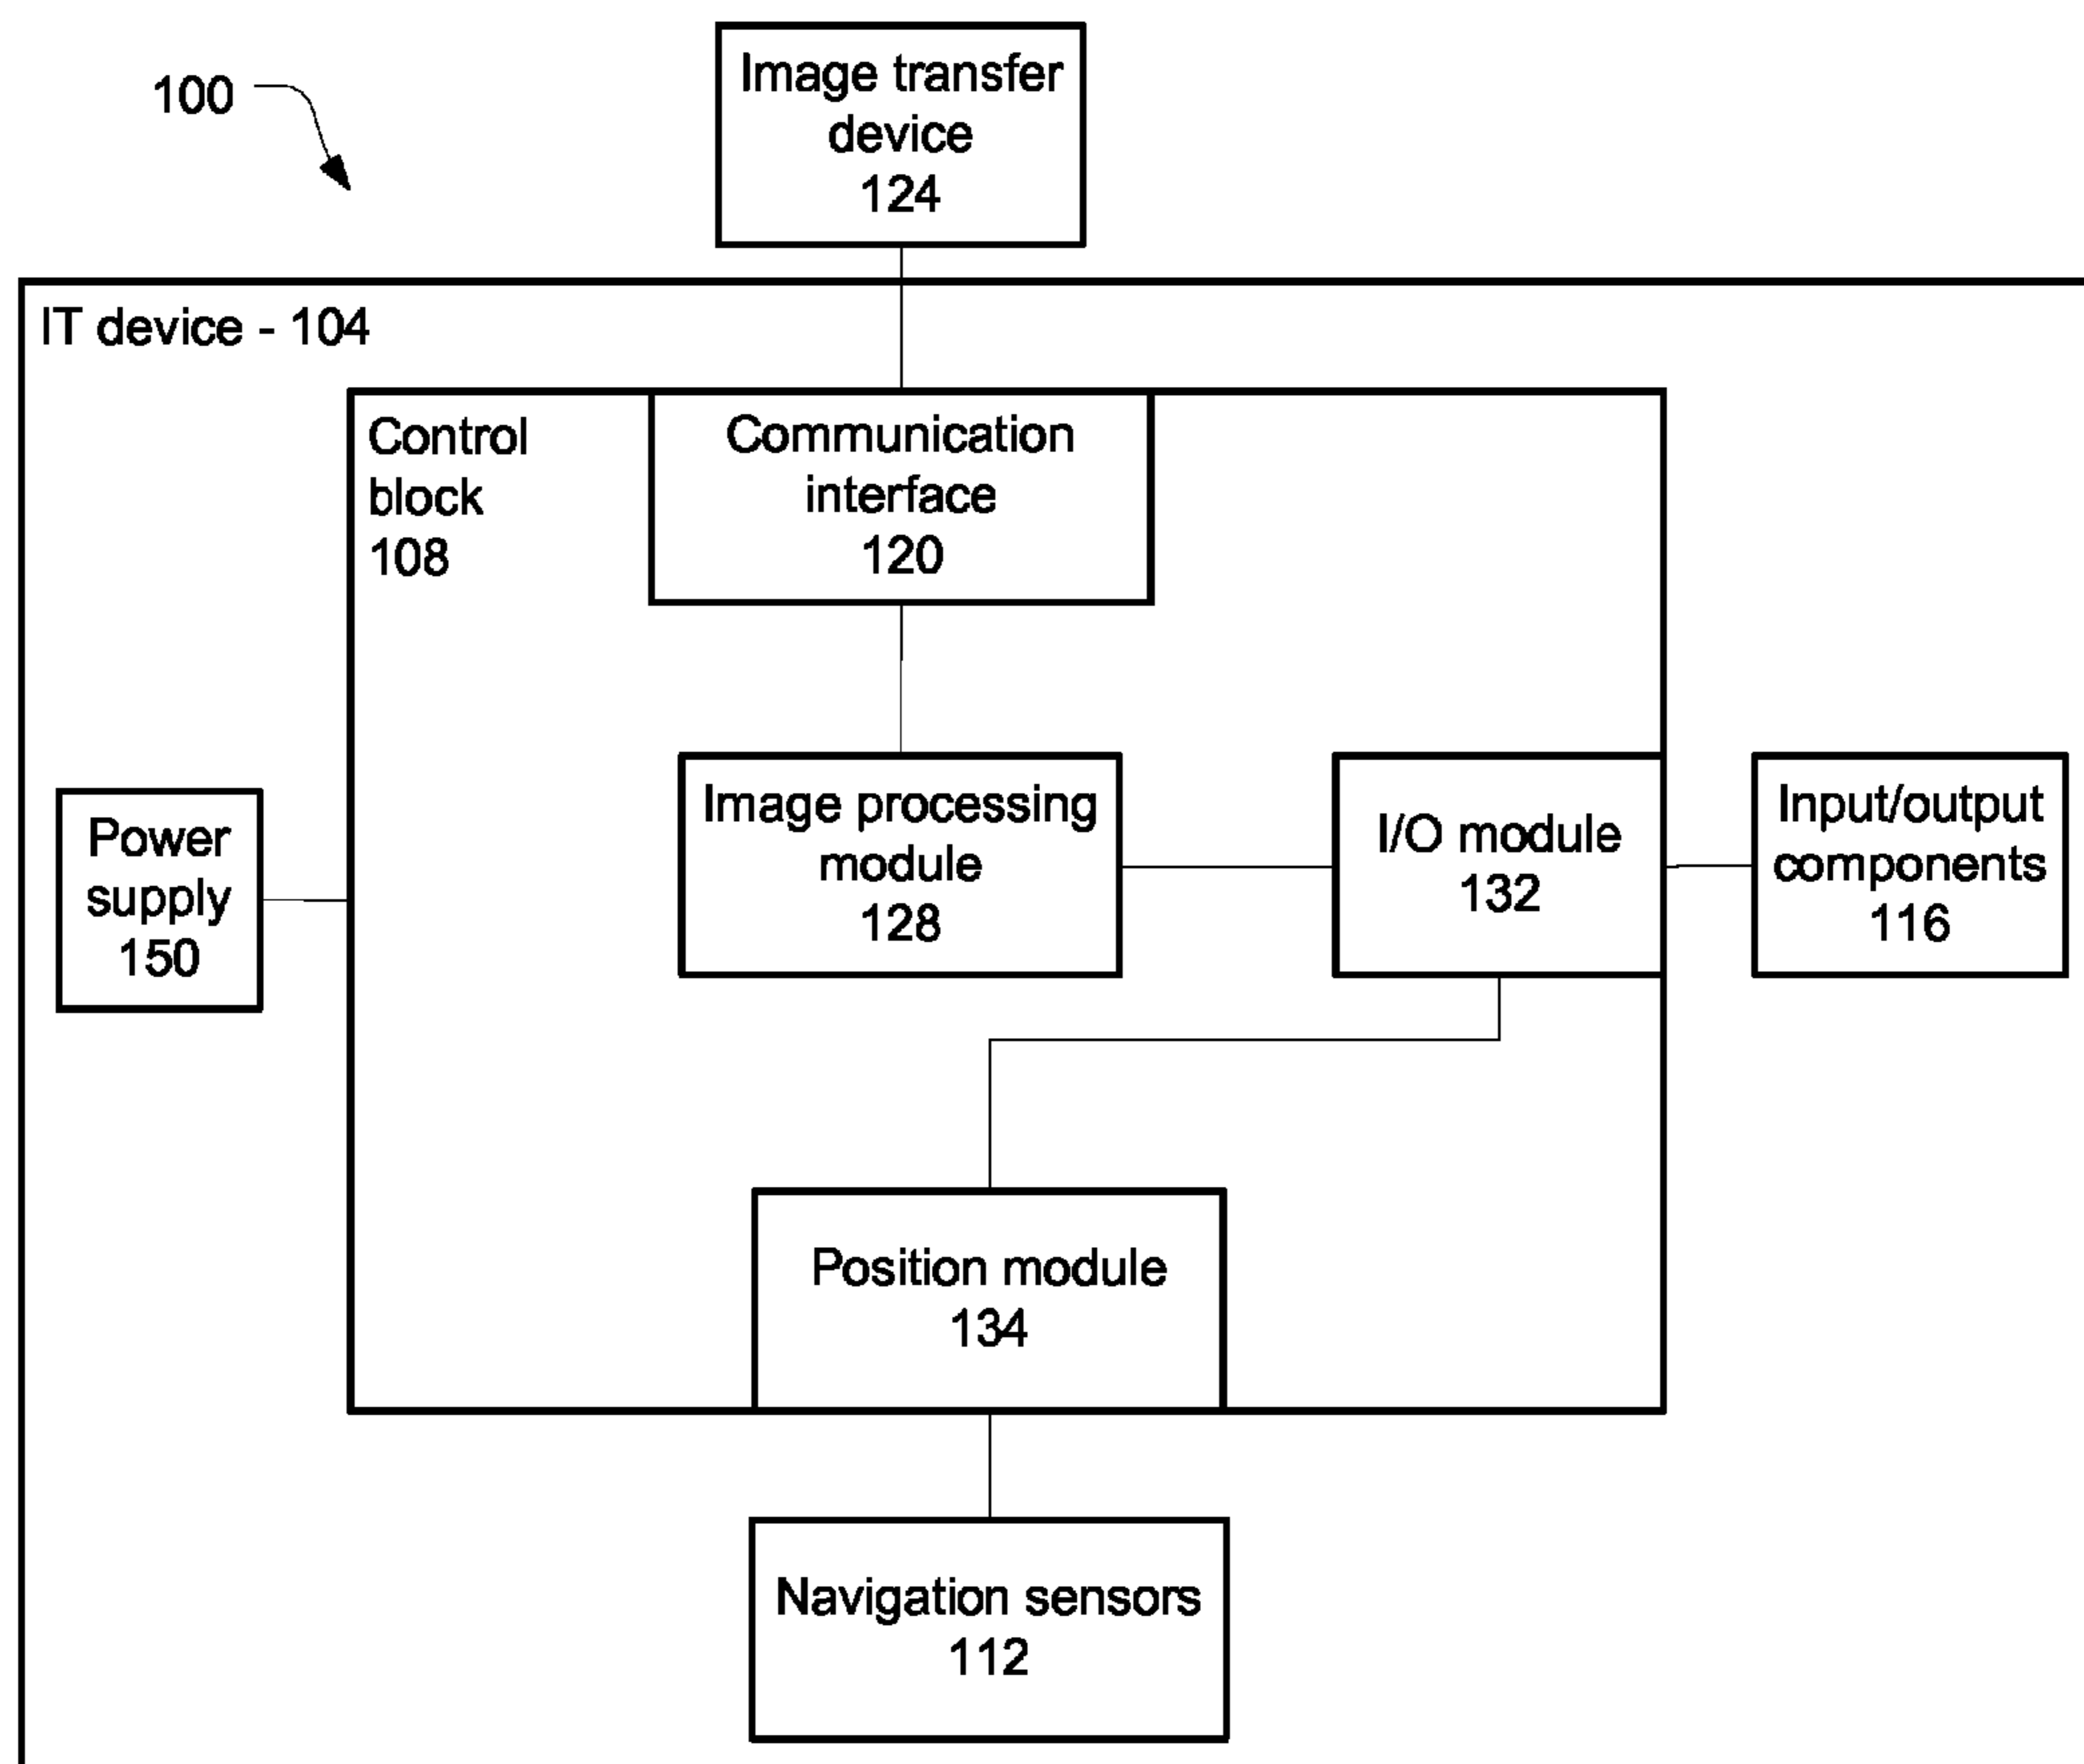 100
Image transfer
device
124
IT device - 104
Control
block
108
Communication
interface
120
Power
supply
150
Image processing
module
128
I/O module
132
Input/output
components
116
Position module
134
Navigation sensors
112